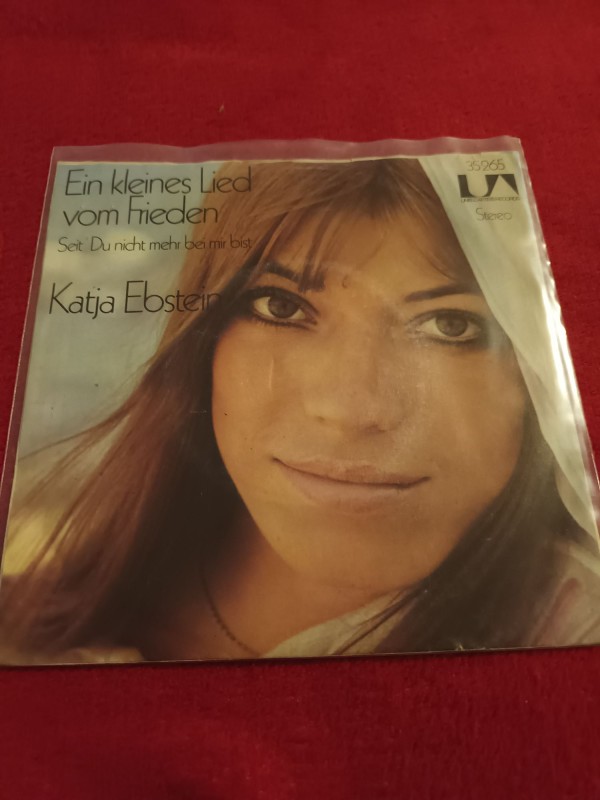 Ein kleines Lied
vom Frieden
Seit Du nicht mehr bei mir bist
Katja Ebstein
35265
UA
Stereo